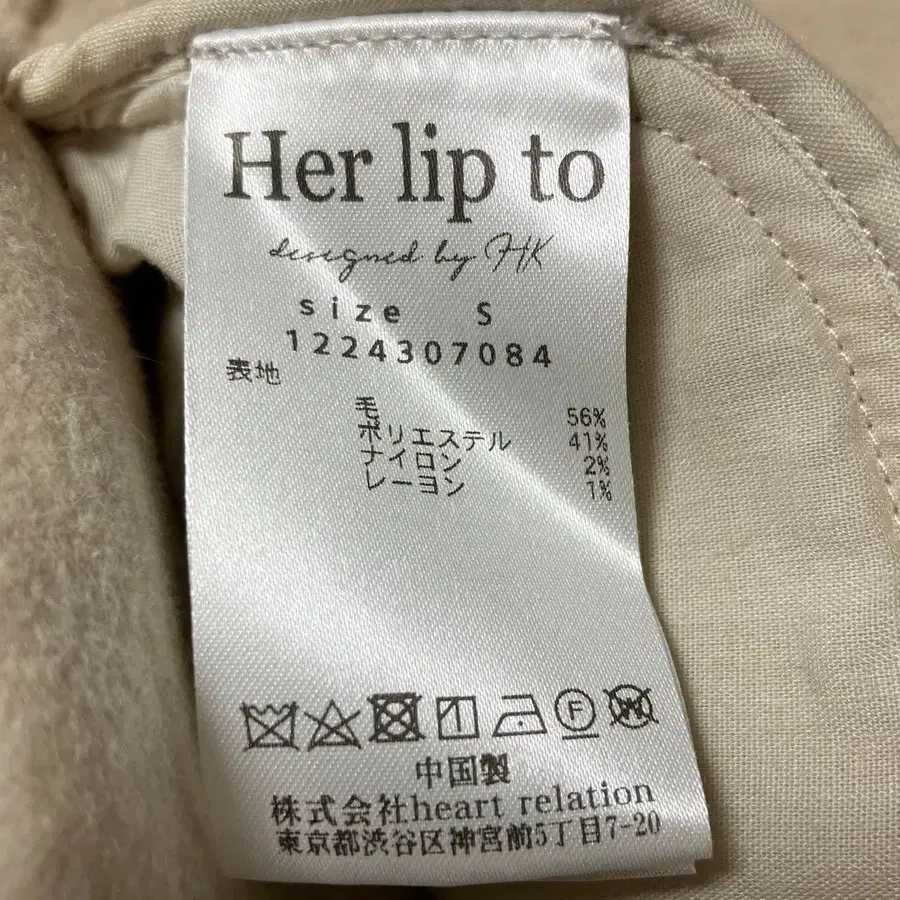 Her lip to
designed by HK
size S
1224307084
表地
毛 56%
ポリエステル 41%
ナイロン 2%
レーヨン 1%
F
W
中国製
株式会社heart relation
東京都渋谷区神宮前5丁目7-20